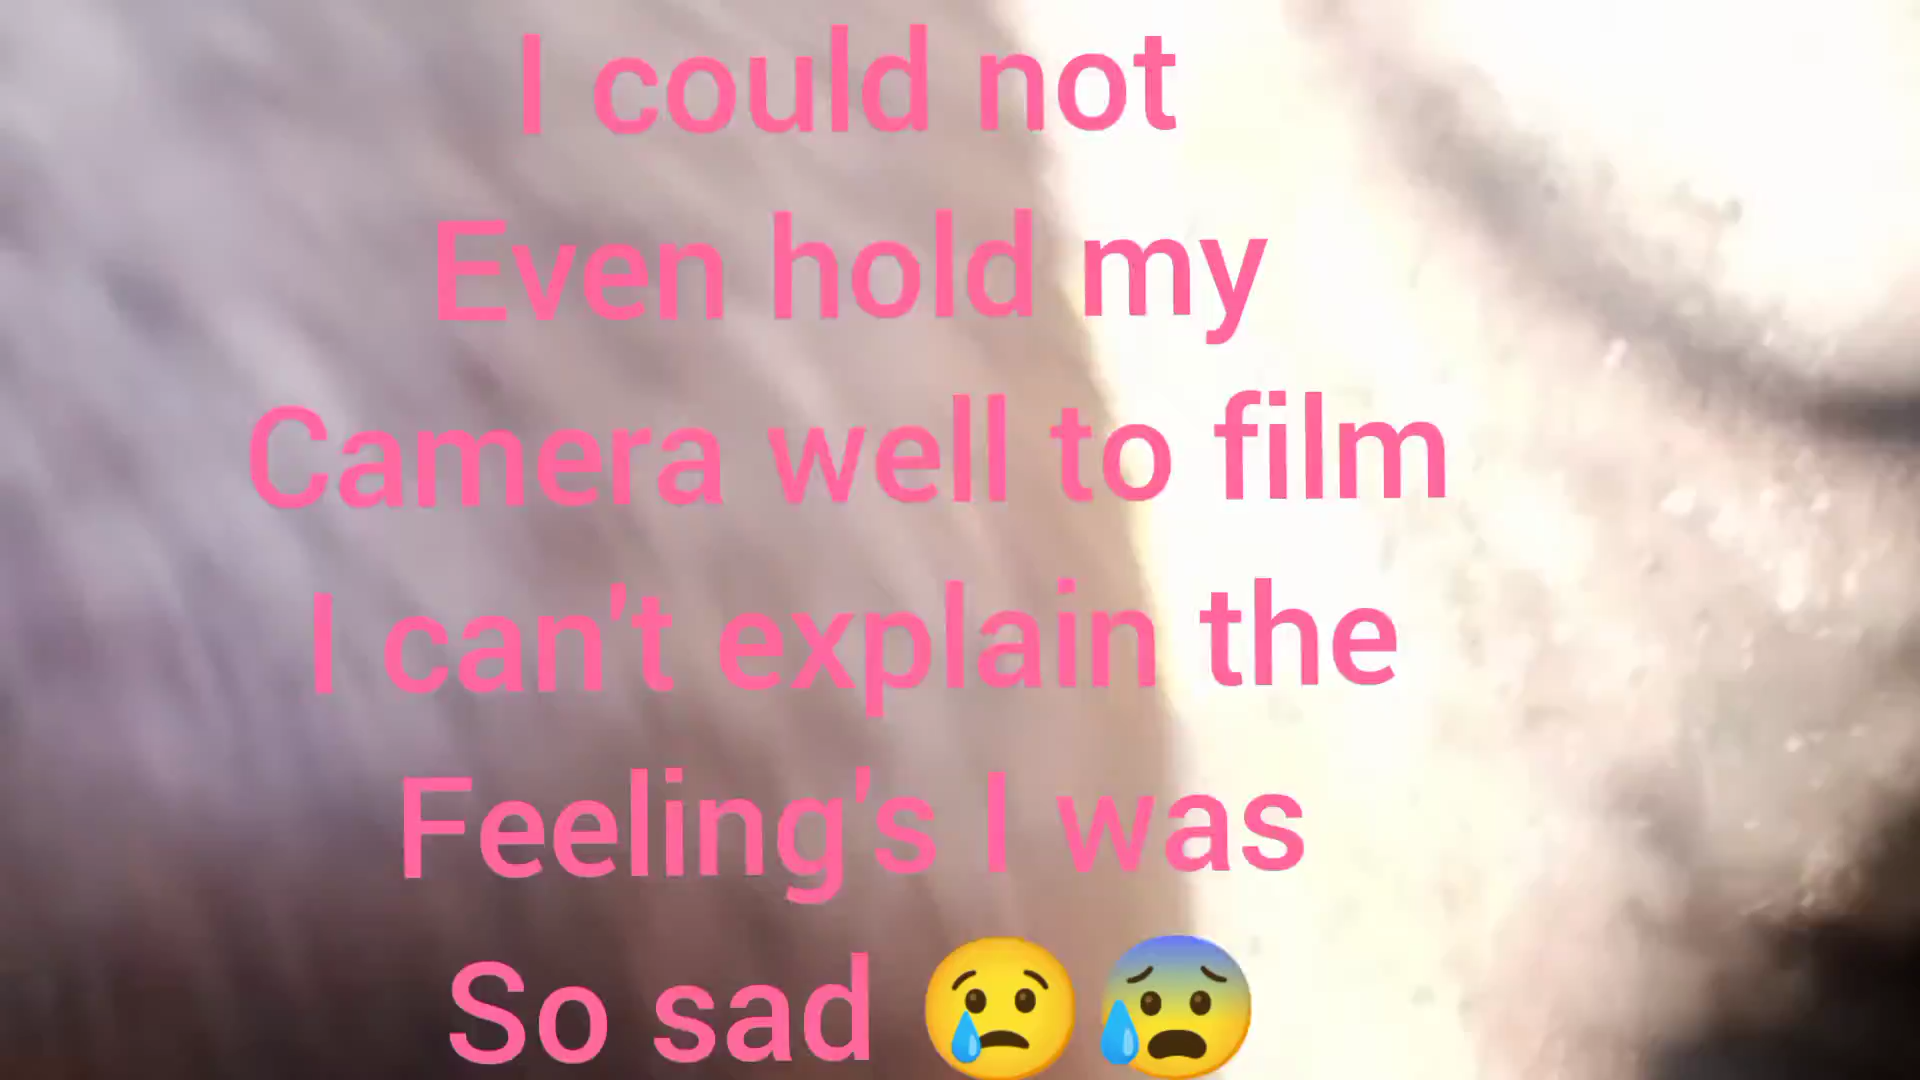 I could not
Even hold my
Camera well to film
I can't explain the
Feeling's I was
So sad 😢😰